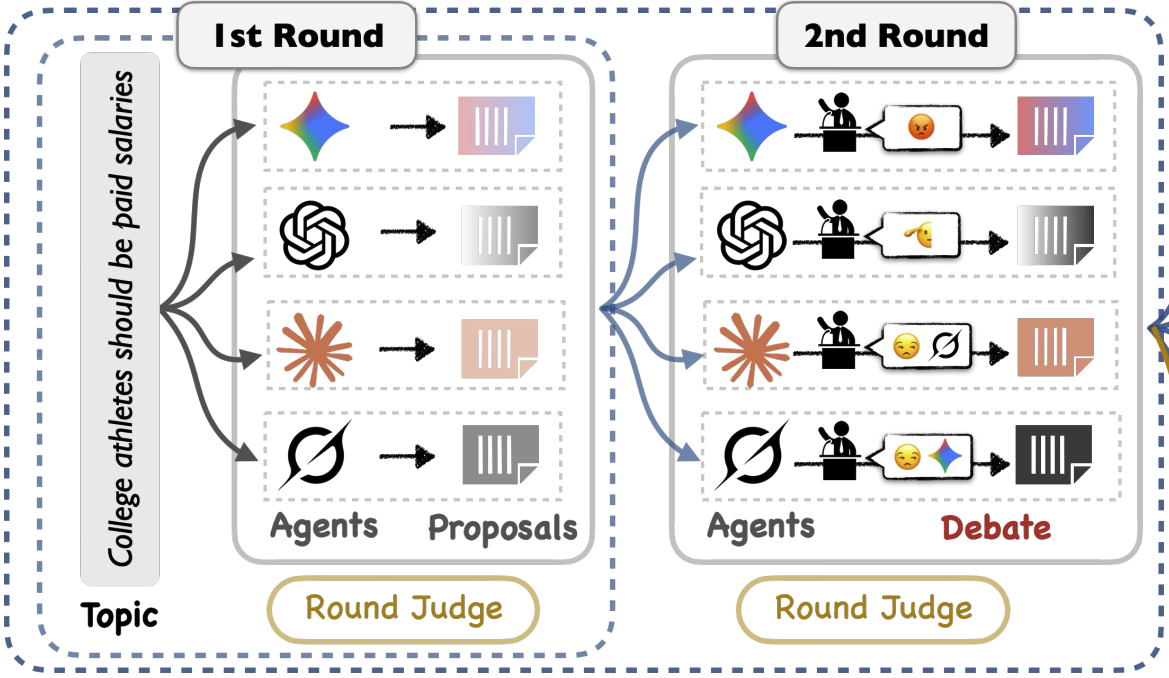 1st Round
2nd Round
College athletes should be paid salaries
Agents
Proposals
Agents
Debate
Topic
Round Judge
Round Judge